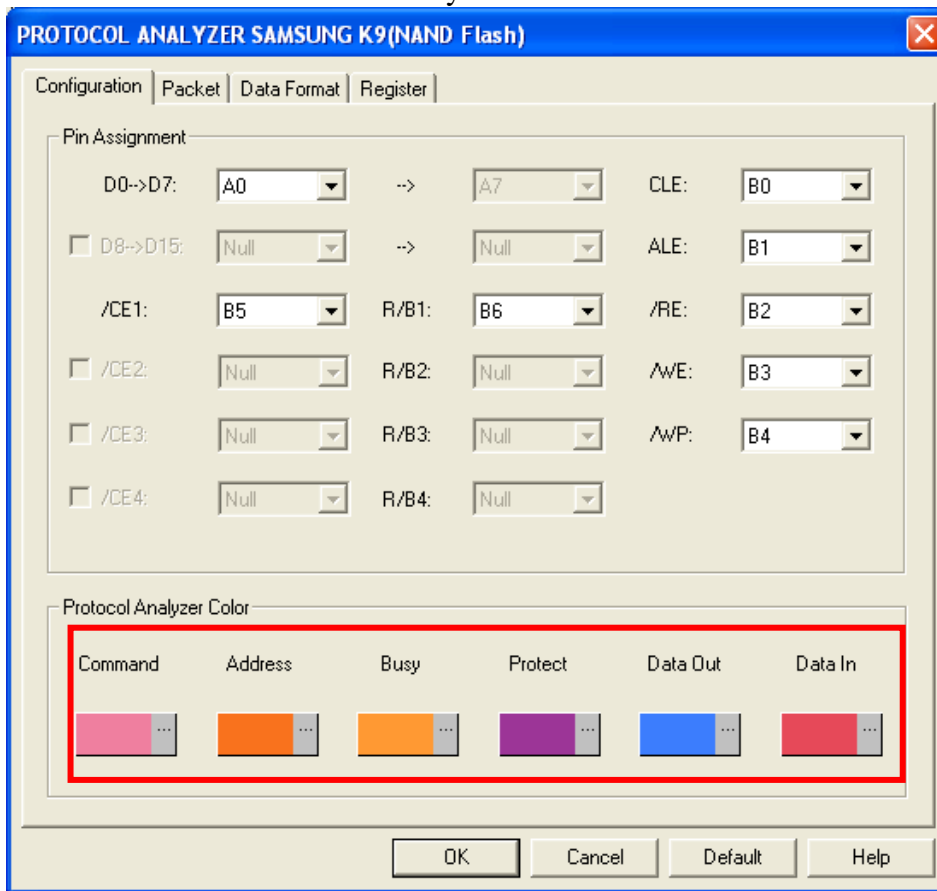 PROTOCOL ANALYZER SAMSUNG K9(NAND Flash)
Configuration Packet Data Format Register
Pin Assignment
D0-->D7: A0 --> A7 CLE: B0
D8-->D15: Null --> Null ALE: B1
/CE1: B5 R/B1: B6 /RE: B2
/CE2: Null R/B2: Null /WE: B3
/CE3: Null R/B3: Null /WP: B4
/CE4: Null R/B4: Null
Protocol Analyzer Color
Command Address Busy Protect Data Out Data In
... ... ... ... ... ...
OK Cancel Default Help